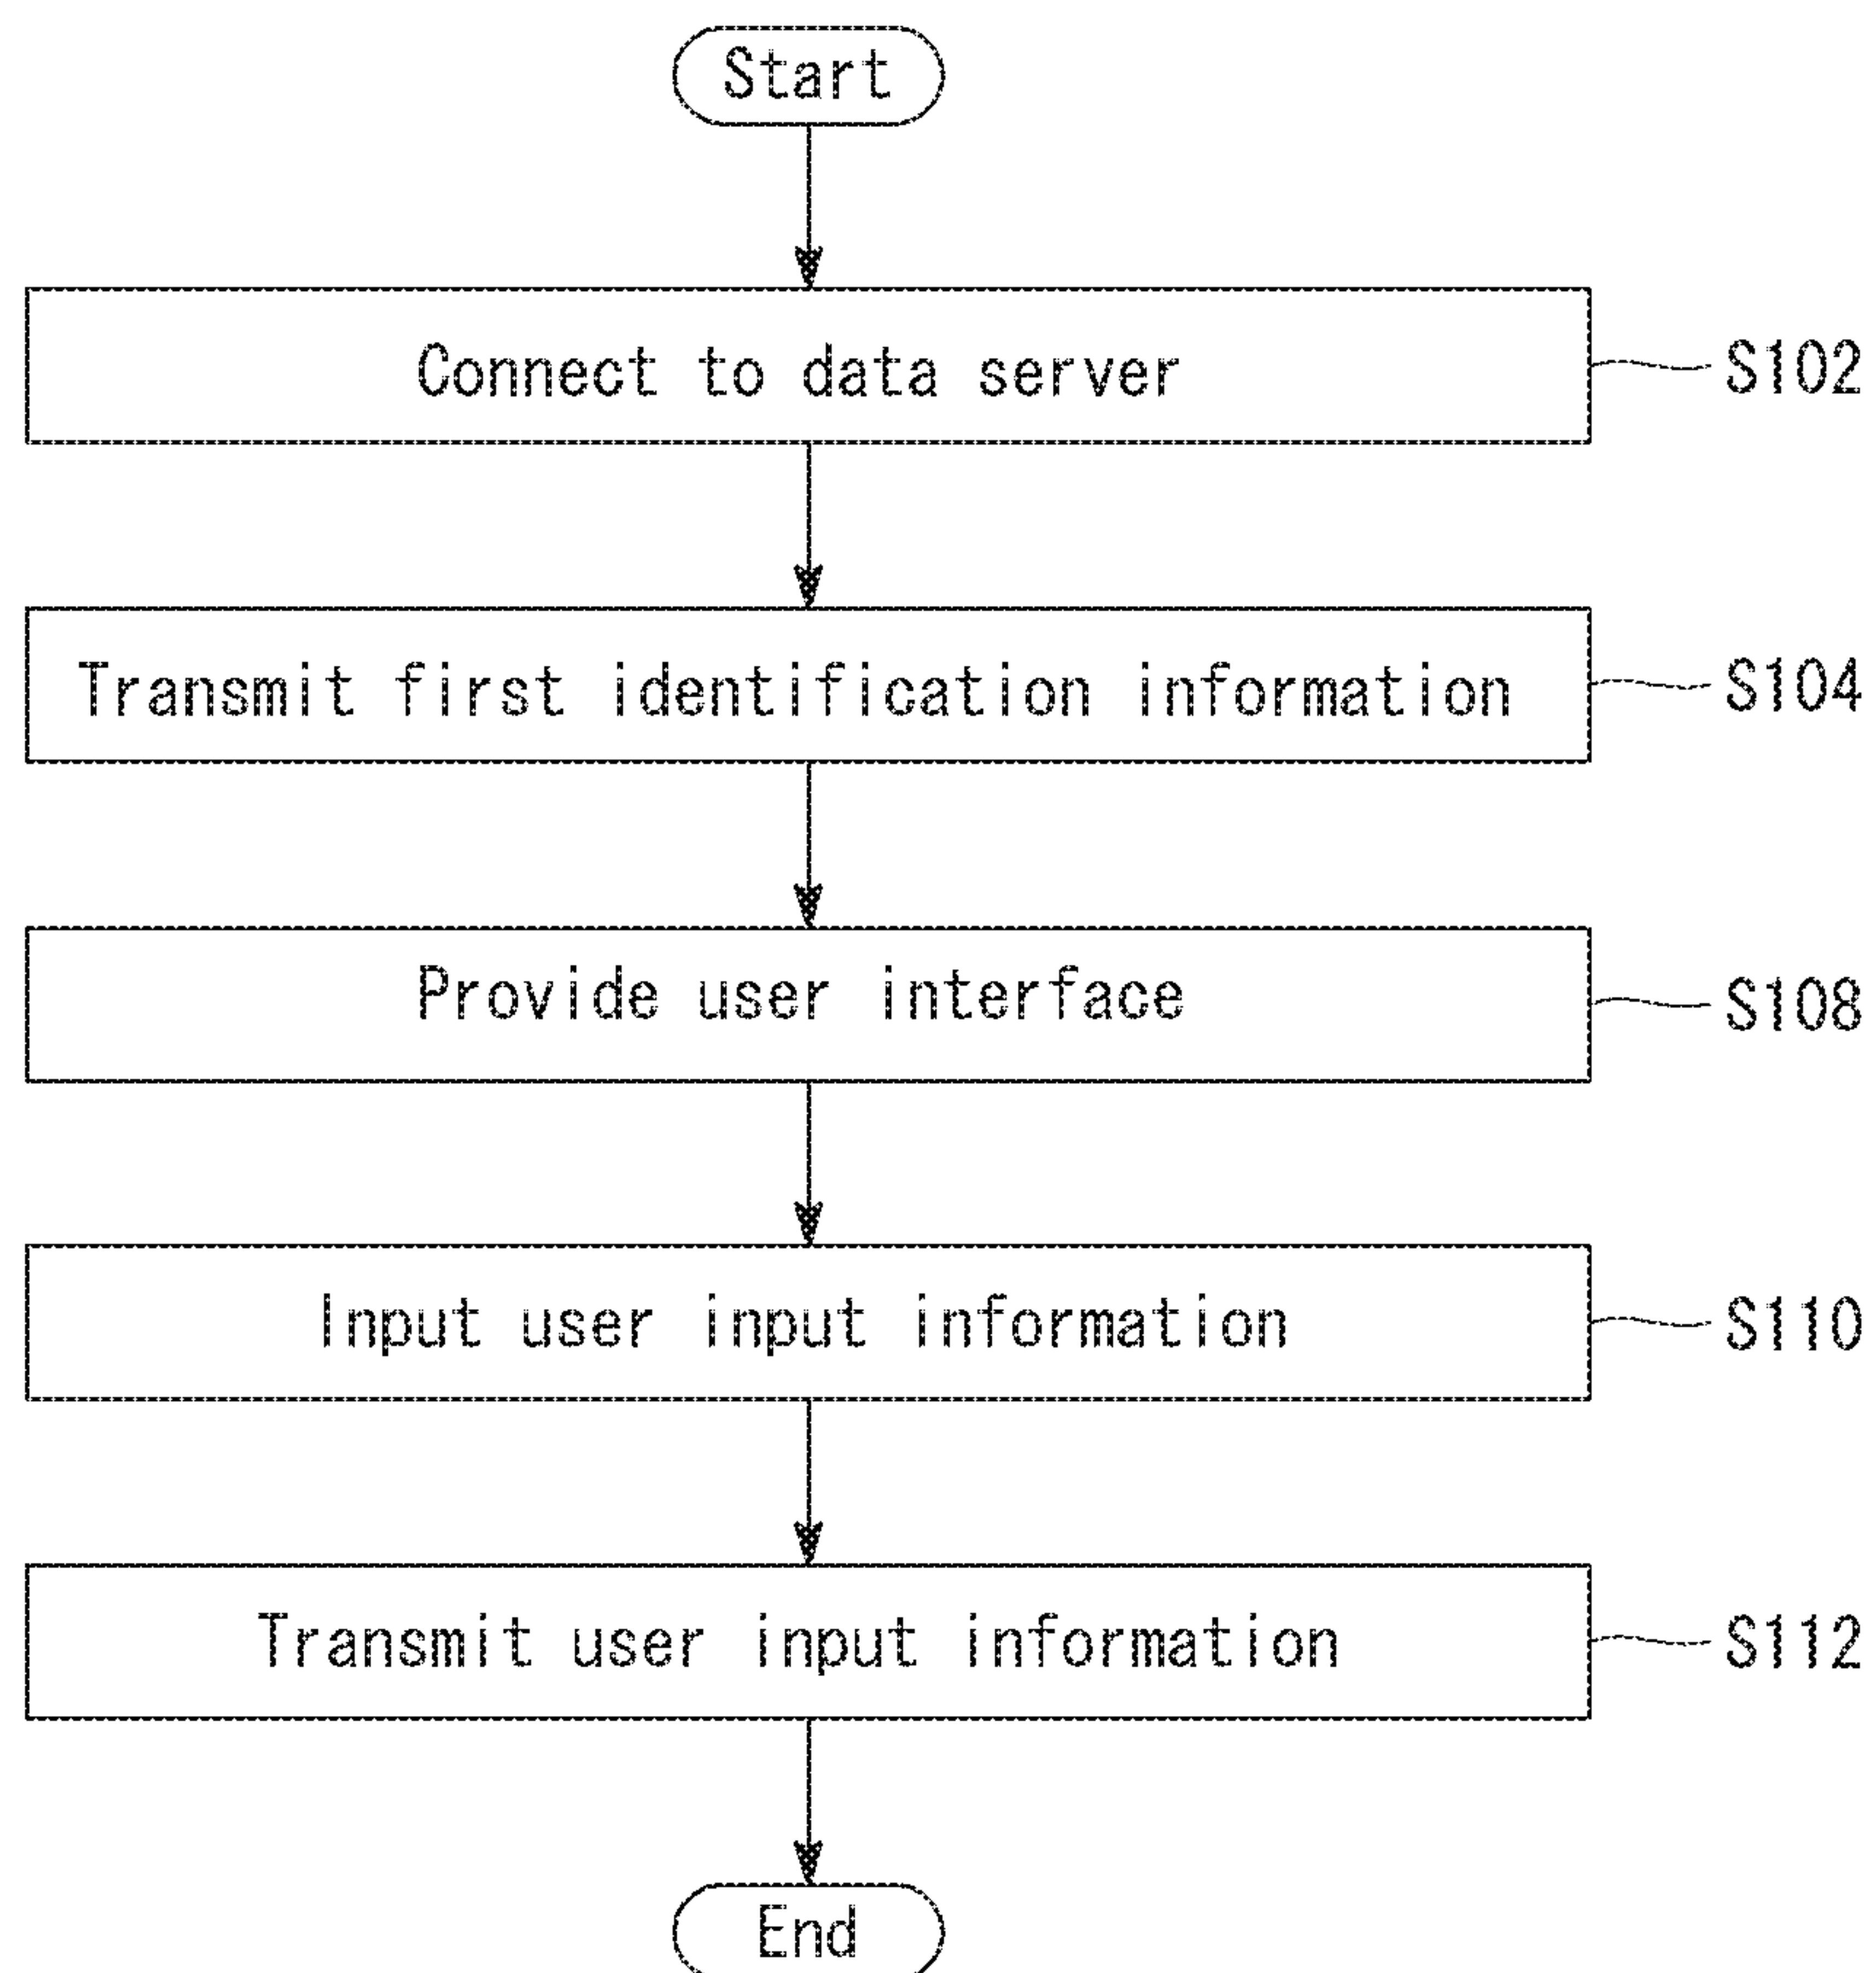 Start
Connect to data server
S102
Transmit first identification information
S104
Provide user interface
S108
Input user input information
S110
Transmit user input information
S112
End